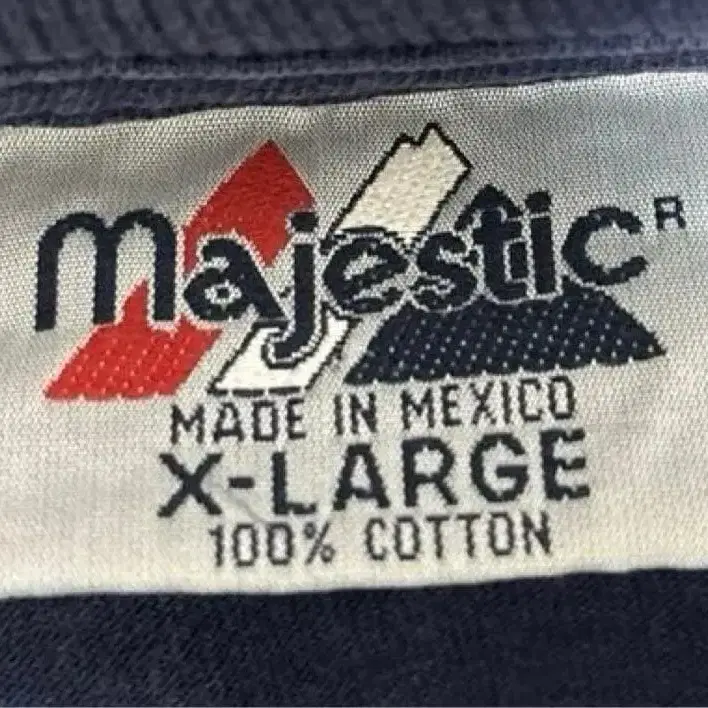 majestic R
MADE IN MEXICO
X-LARGE
100% COTTON